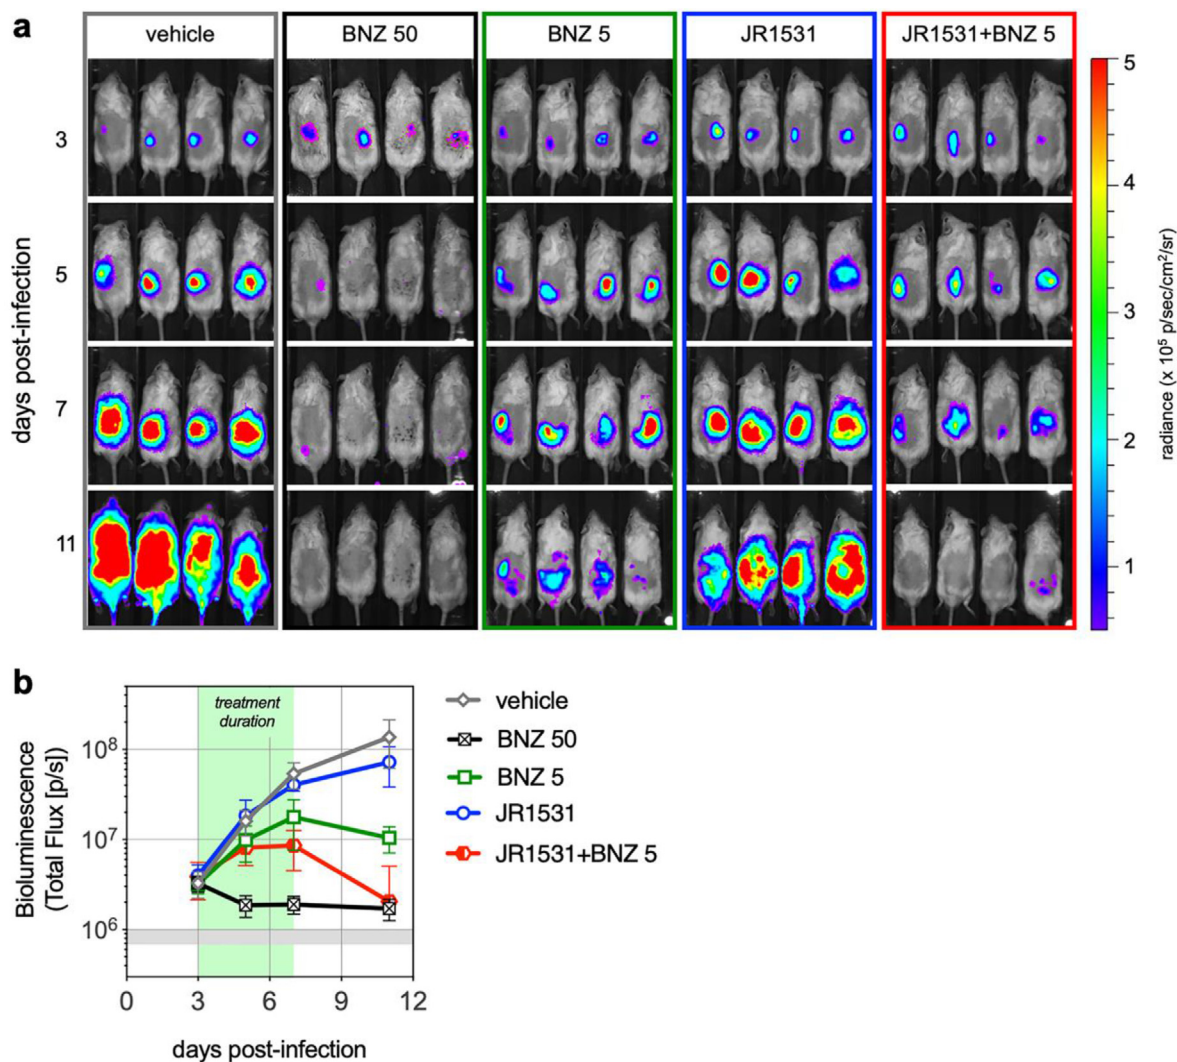 a
vehicle
BNZ 50
BNZ 5
JR1531
JR1531+BNZ 5
3
5
7
11
days post-infection
5
4
3
2
1
radiance (x 10⁵ p/sec/cm²/sr)
b
treatment
duration
10⁸
10⁷
10⁶
Bioluminescence
(Total Flux [p/s])
0
3
6
9
12
days post-infection
vehicle
BNZ 50
BNZ 5
JR1531
JR1531+BNZ 5